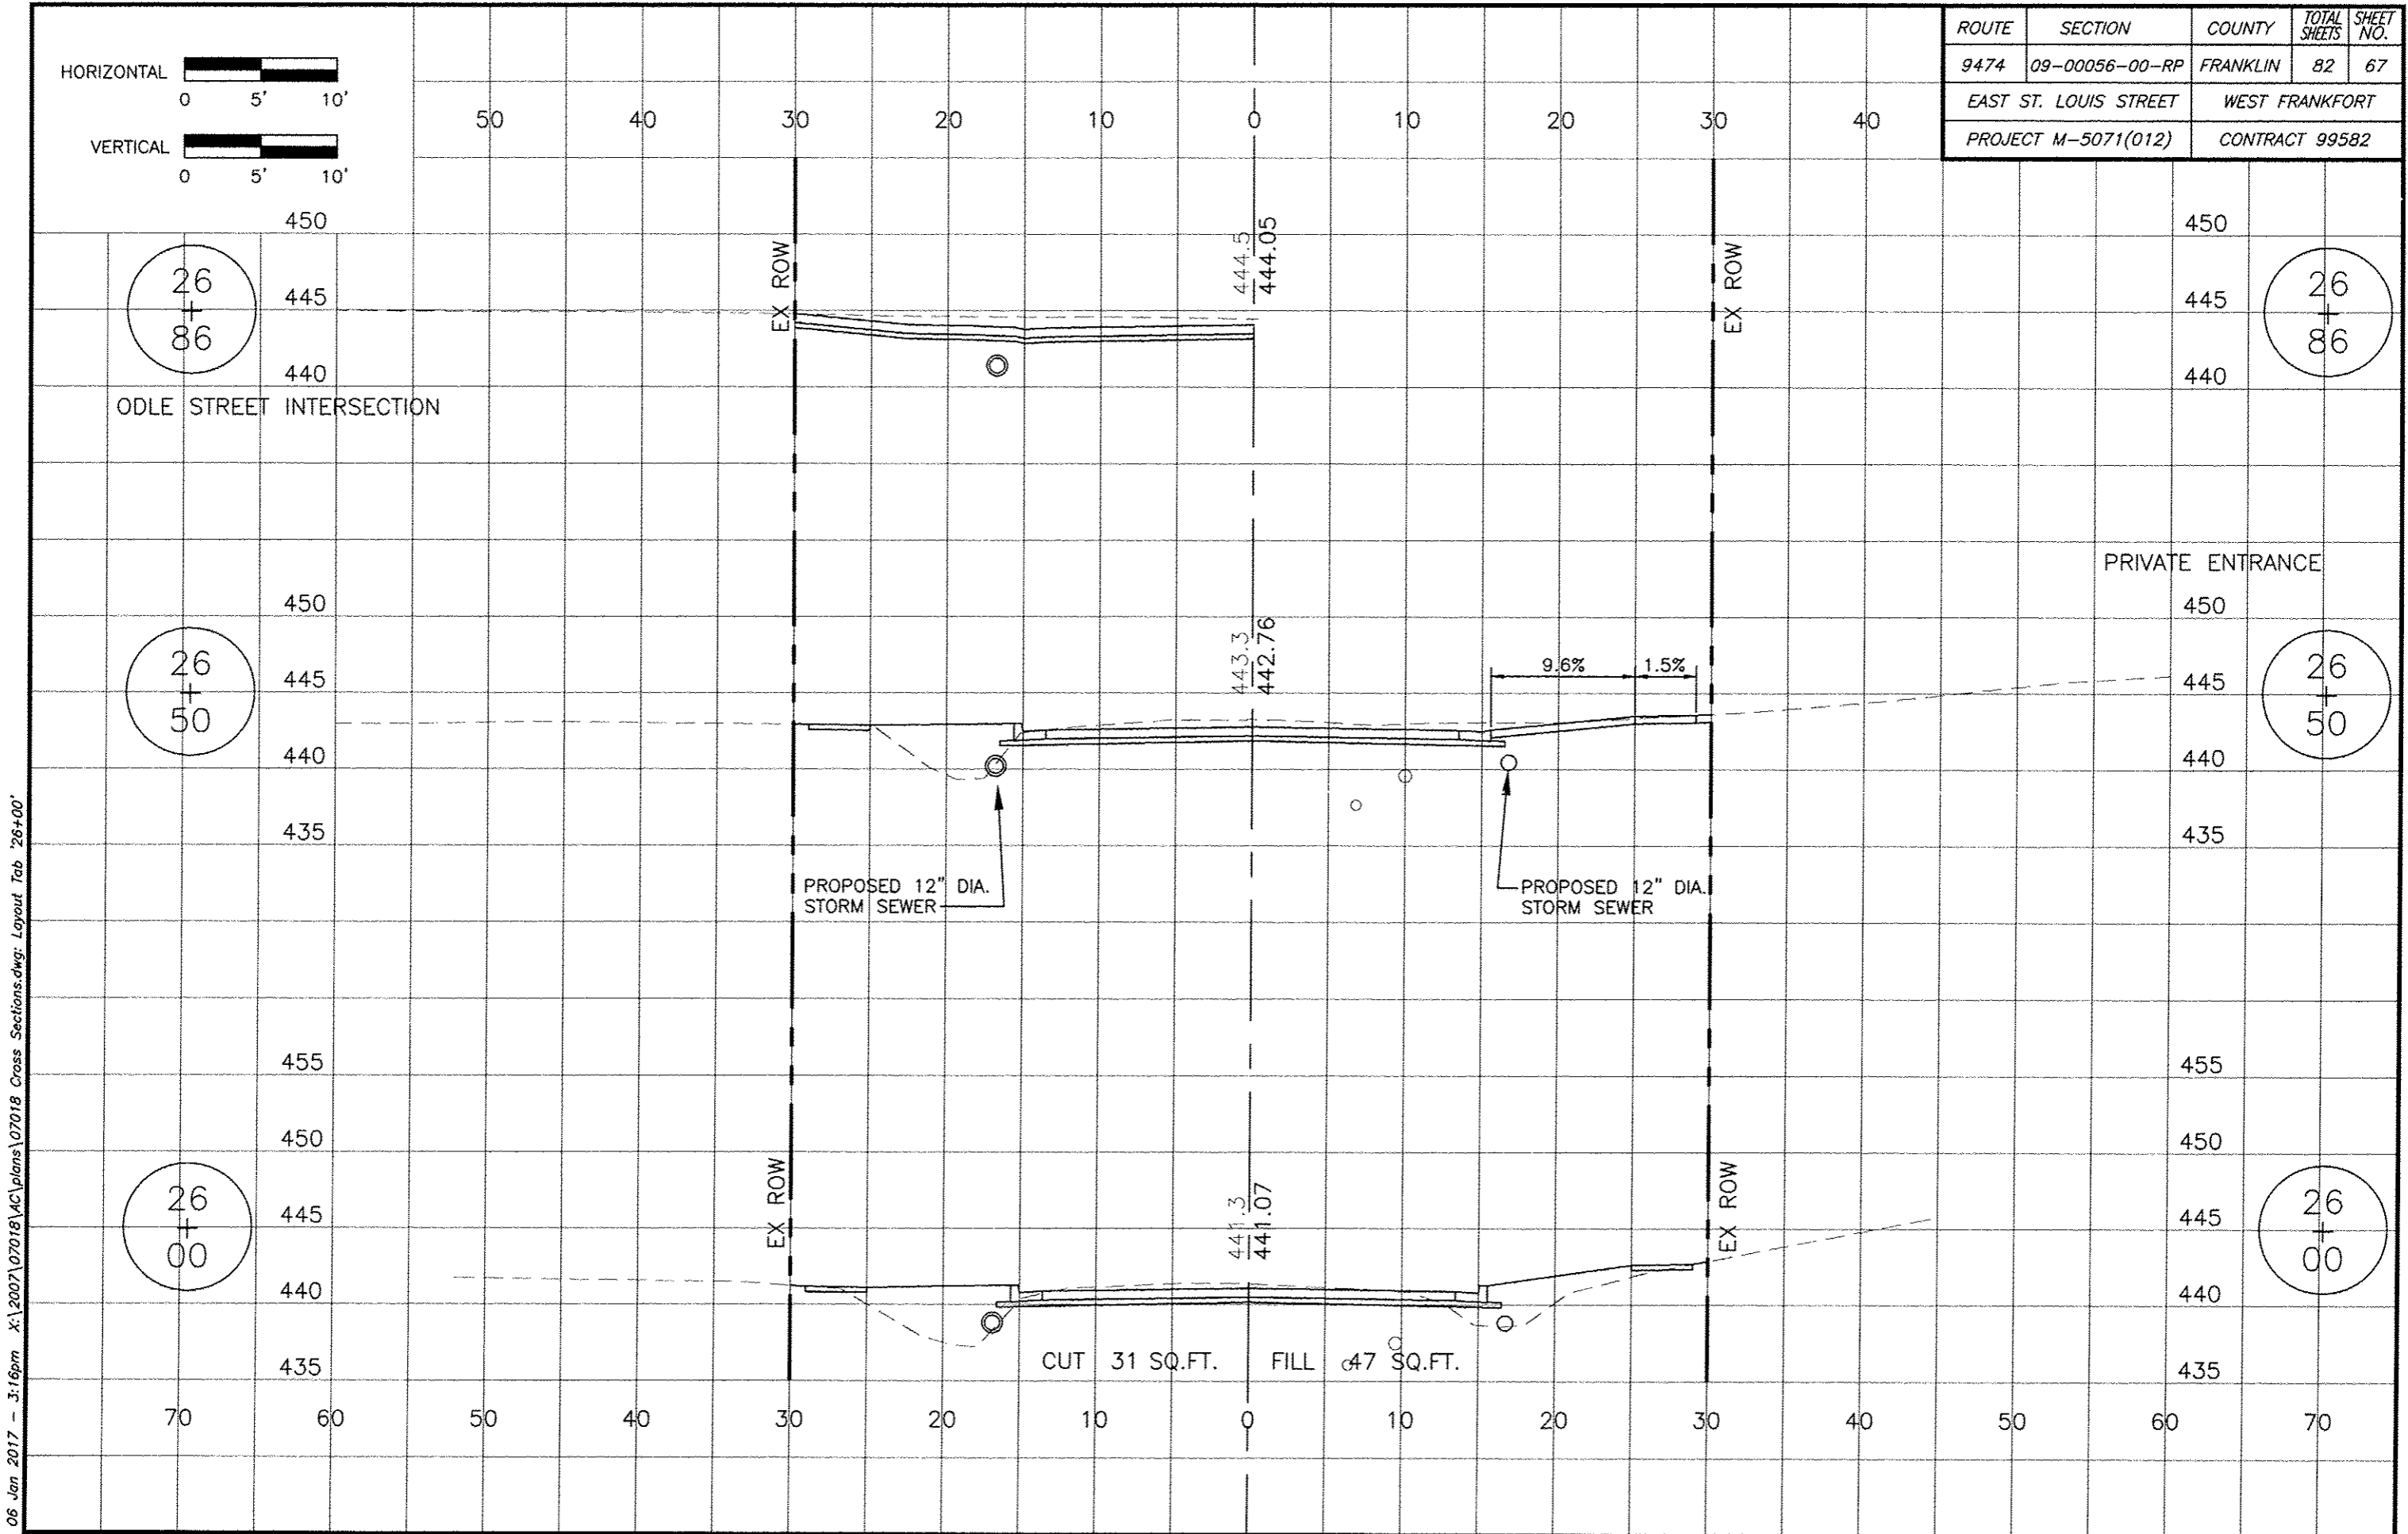 ROUTE SECTION COUNTY TOTAL SHEETS SHEET NO.
9474 09-00056-00-RP FRANKLIN 82 67
EAST ST. LOUIS STREET WEST FRANKFORT
PROJECT M-5071(012) CONTRACT 99582
HORIZONTAL
0 5' 10'
VERTICAL
0 5' 10'
50 40 30 20 10 0 10 20 30 40
450 450
EX ROW 444.5 444.05 EX ROW
26+86 445 445 26+86
440 440
ODLE STREET INTERSECTION
PRIVATE ENTRANCE
450 450
443.3 442.76
9.6% 1.5%
26+50 445 445 26+50
440 440
435 435
PROPOSED 12" DIA.
STORM SEWER
PROPOSED 12" DIA.
STORM SEWER
455 455
450 450
EX ROW 441.3 441.07 EX ROW
26+00 445 445 26+00
440 440
CUT 31 SQ.FT. FILL 47 SQ.FT.
435 435
70 60 50 40 30 20 10 0 10 20 30 40 50 60 70
06 Jan 2017 - 3:16pm X:\2007\07018\AC\plans\07018 Cross Sections.dwg: Layout Tab '26+00'